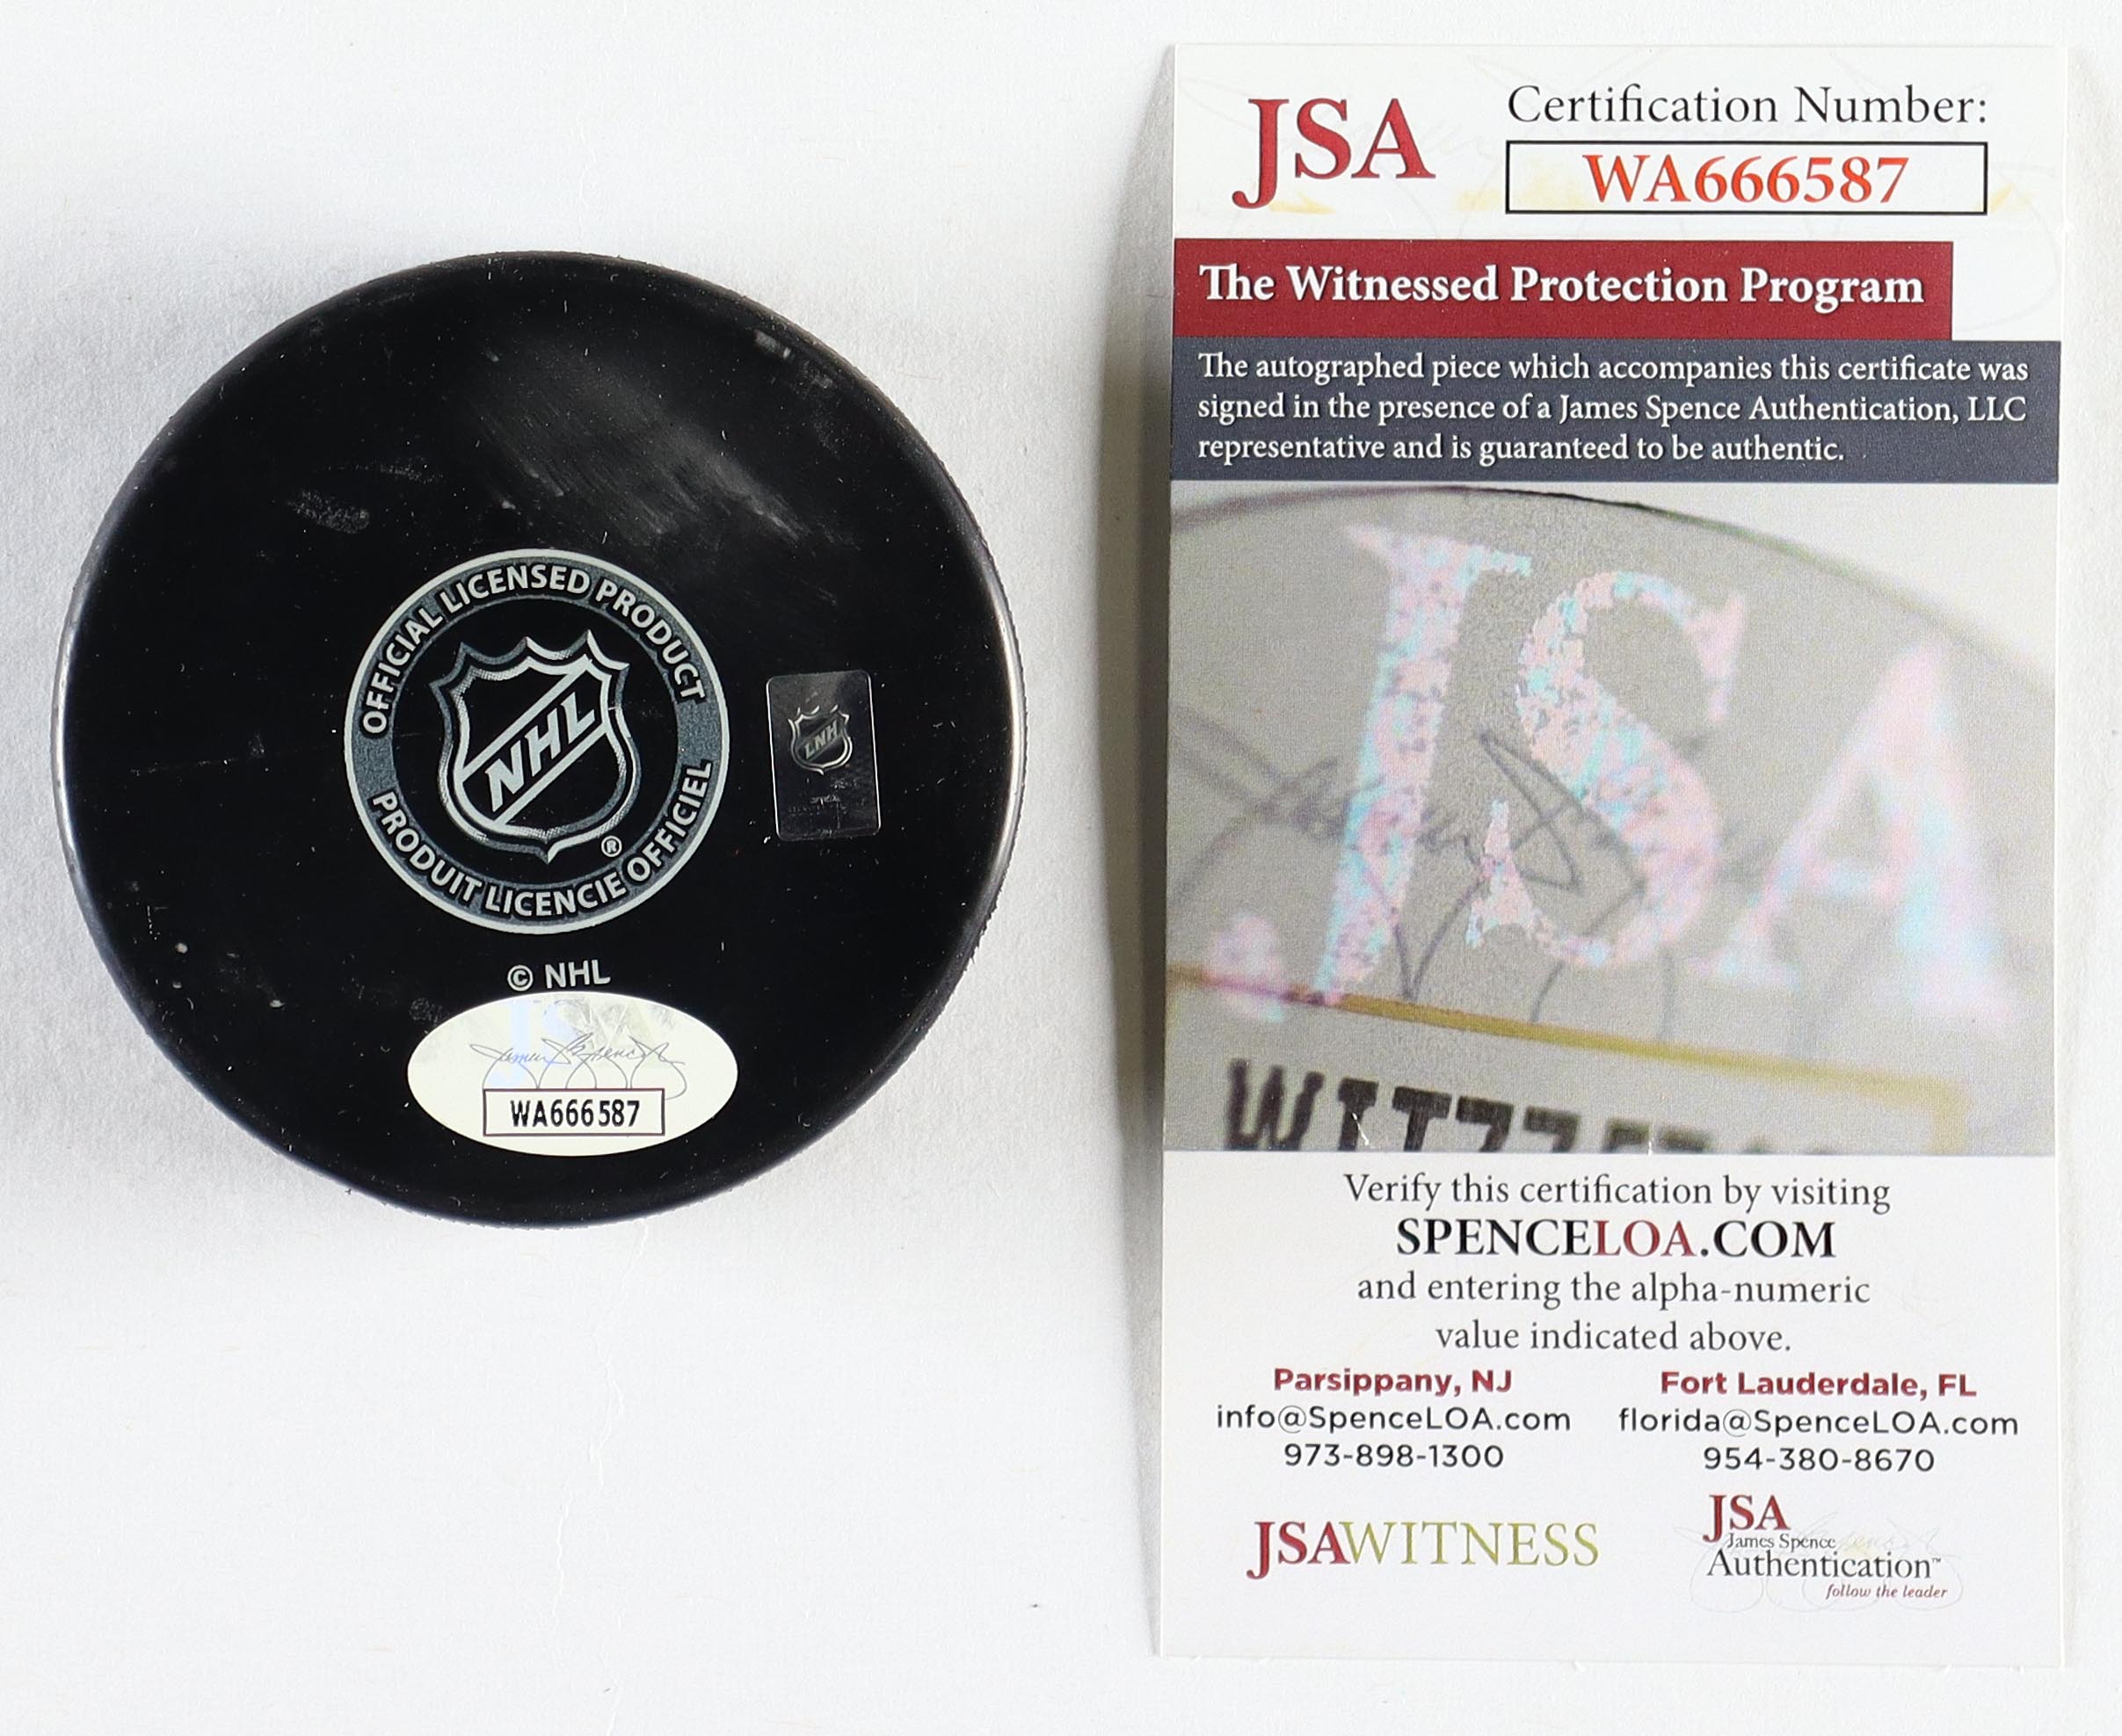 OFFICIAL LICENSED PRODUCT
NHL
®
PRODUIT LICENCIE OFFICIEL
LNH
© NHL
James Spence
WA666587
JSA
Certification Number:
WA666587
The Witnessed Protection Program
The autographed piece which accompanies this certificate was
signed in the presence of a James Spence Authentication, LLC
representative and is guaranteed to be authentic.
JSA
Verify this certification by visiting
SPENCELOA.COM
and entering the alpha-numeric
value indicated above.
Parsippany, NJ
info@SpenceLOA.com
973-898-1300
Fort Lauderdale, FL
florida@SpenceLOA.com
954-380-8670
JSAWITNESS
JSA
James Spence
Authentication™
follow the leader